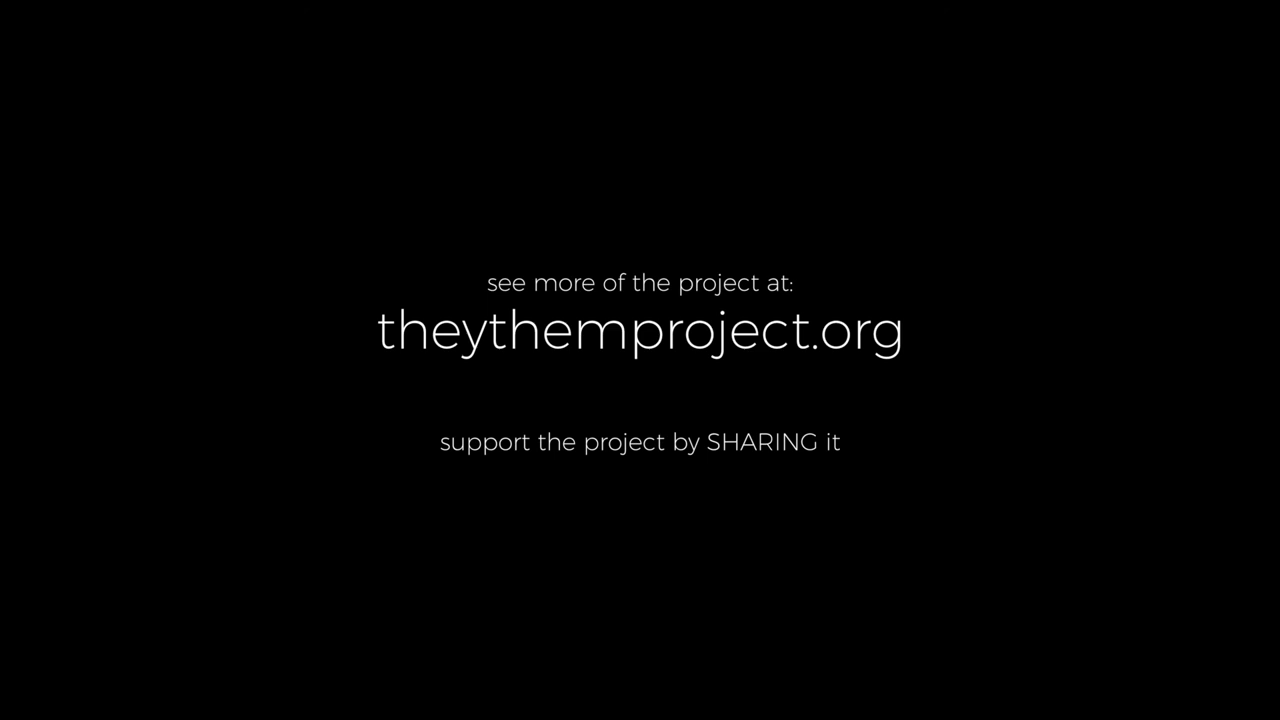 see more of the project at:
theythemproject.org
support the project by SHARING it